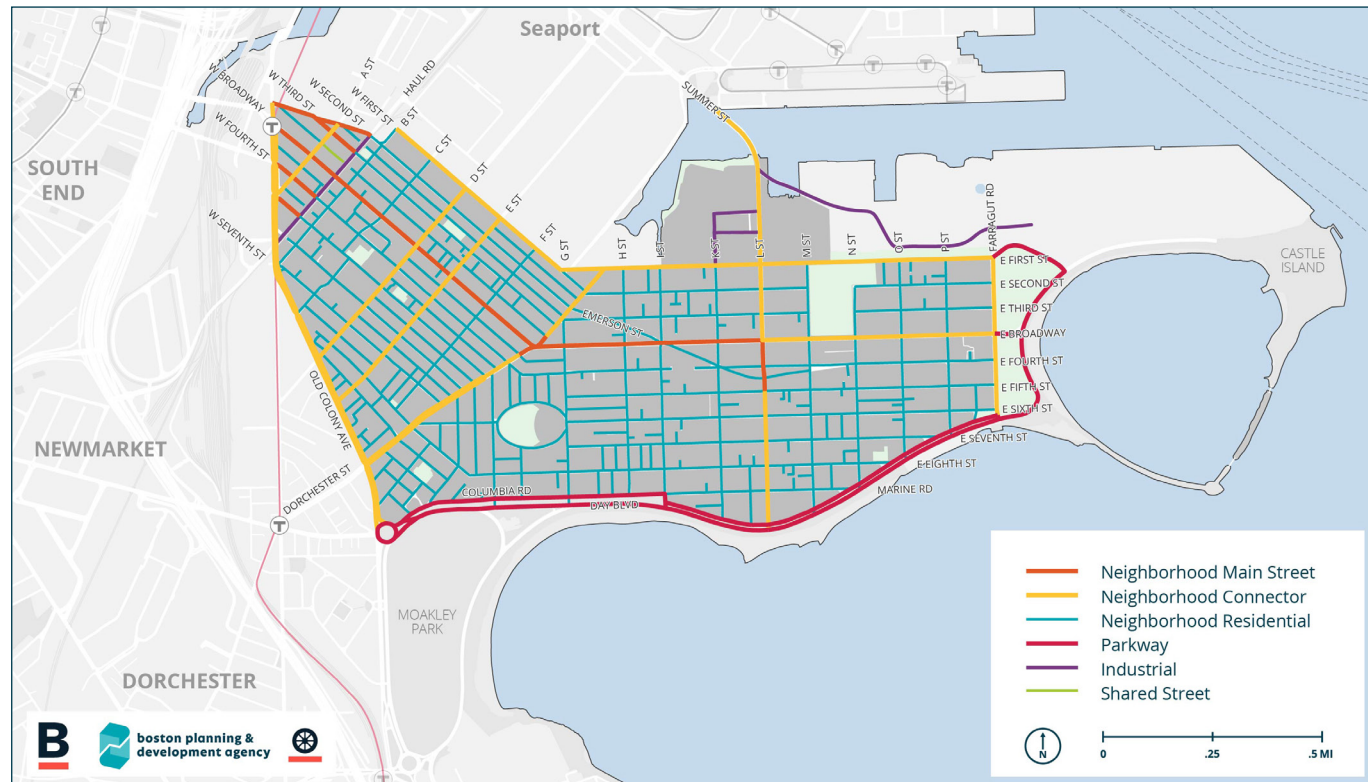 Seaport
SOUTH
END
NEWMARKET
DORCHESTER
MOAKLEY
PARK
CASTLE
ISLAND
W BROADWAY
W THIRD ST
W SECOND ST
A ST
W FIRST ST
HAUL RD
B ST
C ST
D ST
E ST
F ST
G ST
H ST
I ST
K ST
L ST
M ST
N ST
O ST
P ST
FARRAGUT RD
SUMMER ST
W FOURTH ST
W SEVENTH ST
OLD COLONY AVE
DORCHESTER ST
EMERSON ST
E FIRST ST
E SECOND ST
E THIRD ST
E BROADWAY
E FOURTH ST
E FIFTH ST
E SIXTH ST
E SEVENTH ST
E EIGHTH ST
MARINE RD
COLUMBIA RD
DAY BLVD
T
T
T
T
T
T
T
T
T
T
Neighborhood Main Street
Neighborhood Connector
Neighborhood Residential
Parkway
Industrial
Shared Street
N
0 .25 .5 MI
B
boston planning &
development agency